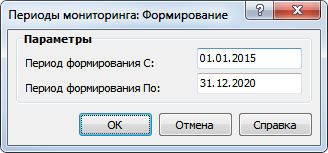 Периоды мониторинга: Формирование
Параметры
Период формирования С: 01.01.2015
Период формирования По: 31.12.2020
ОК Отмена Справка